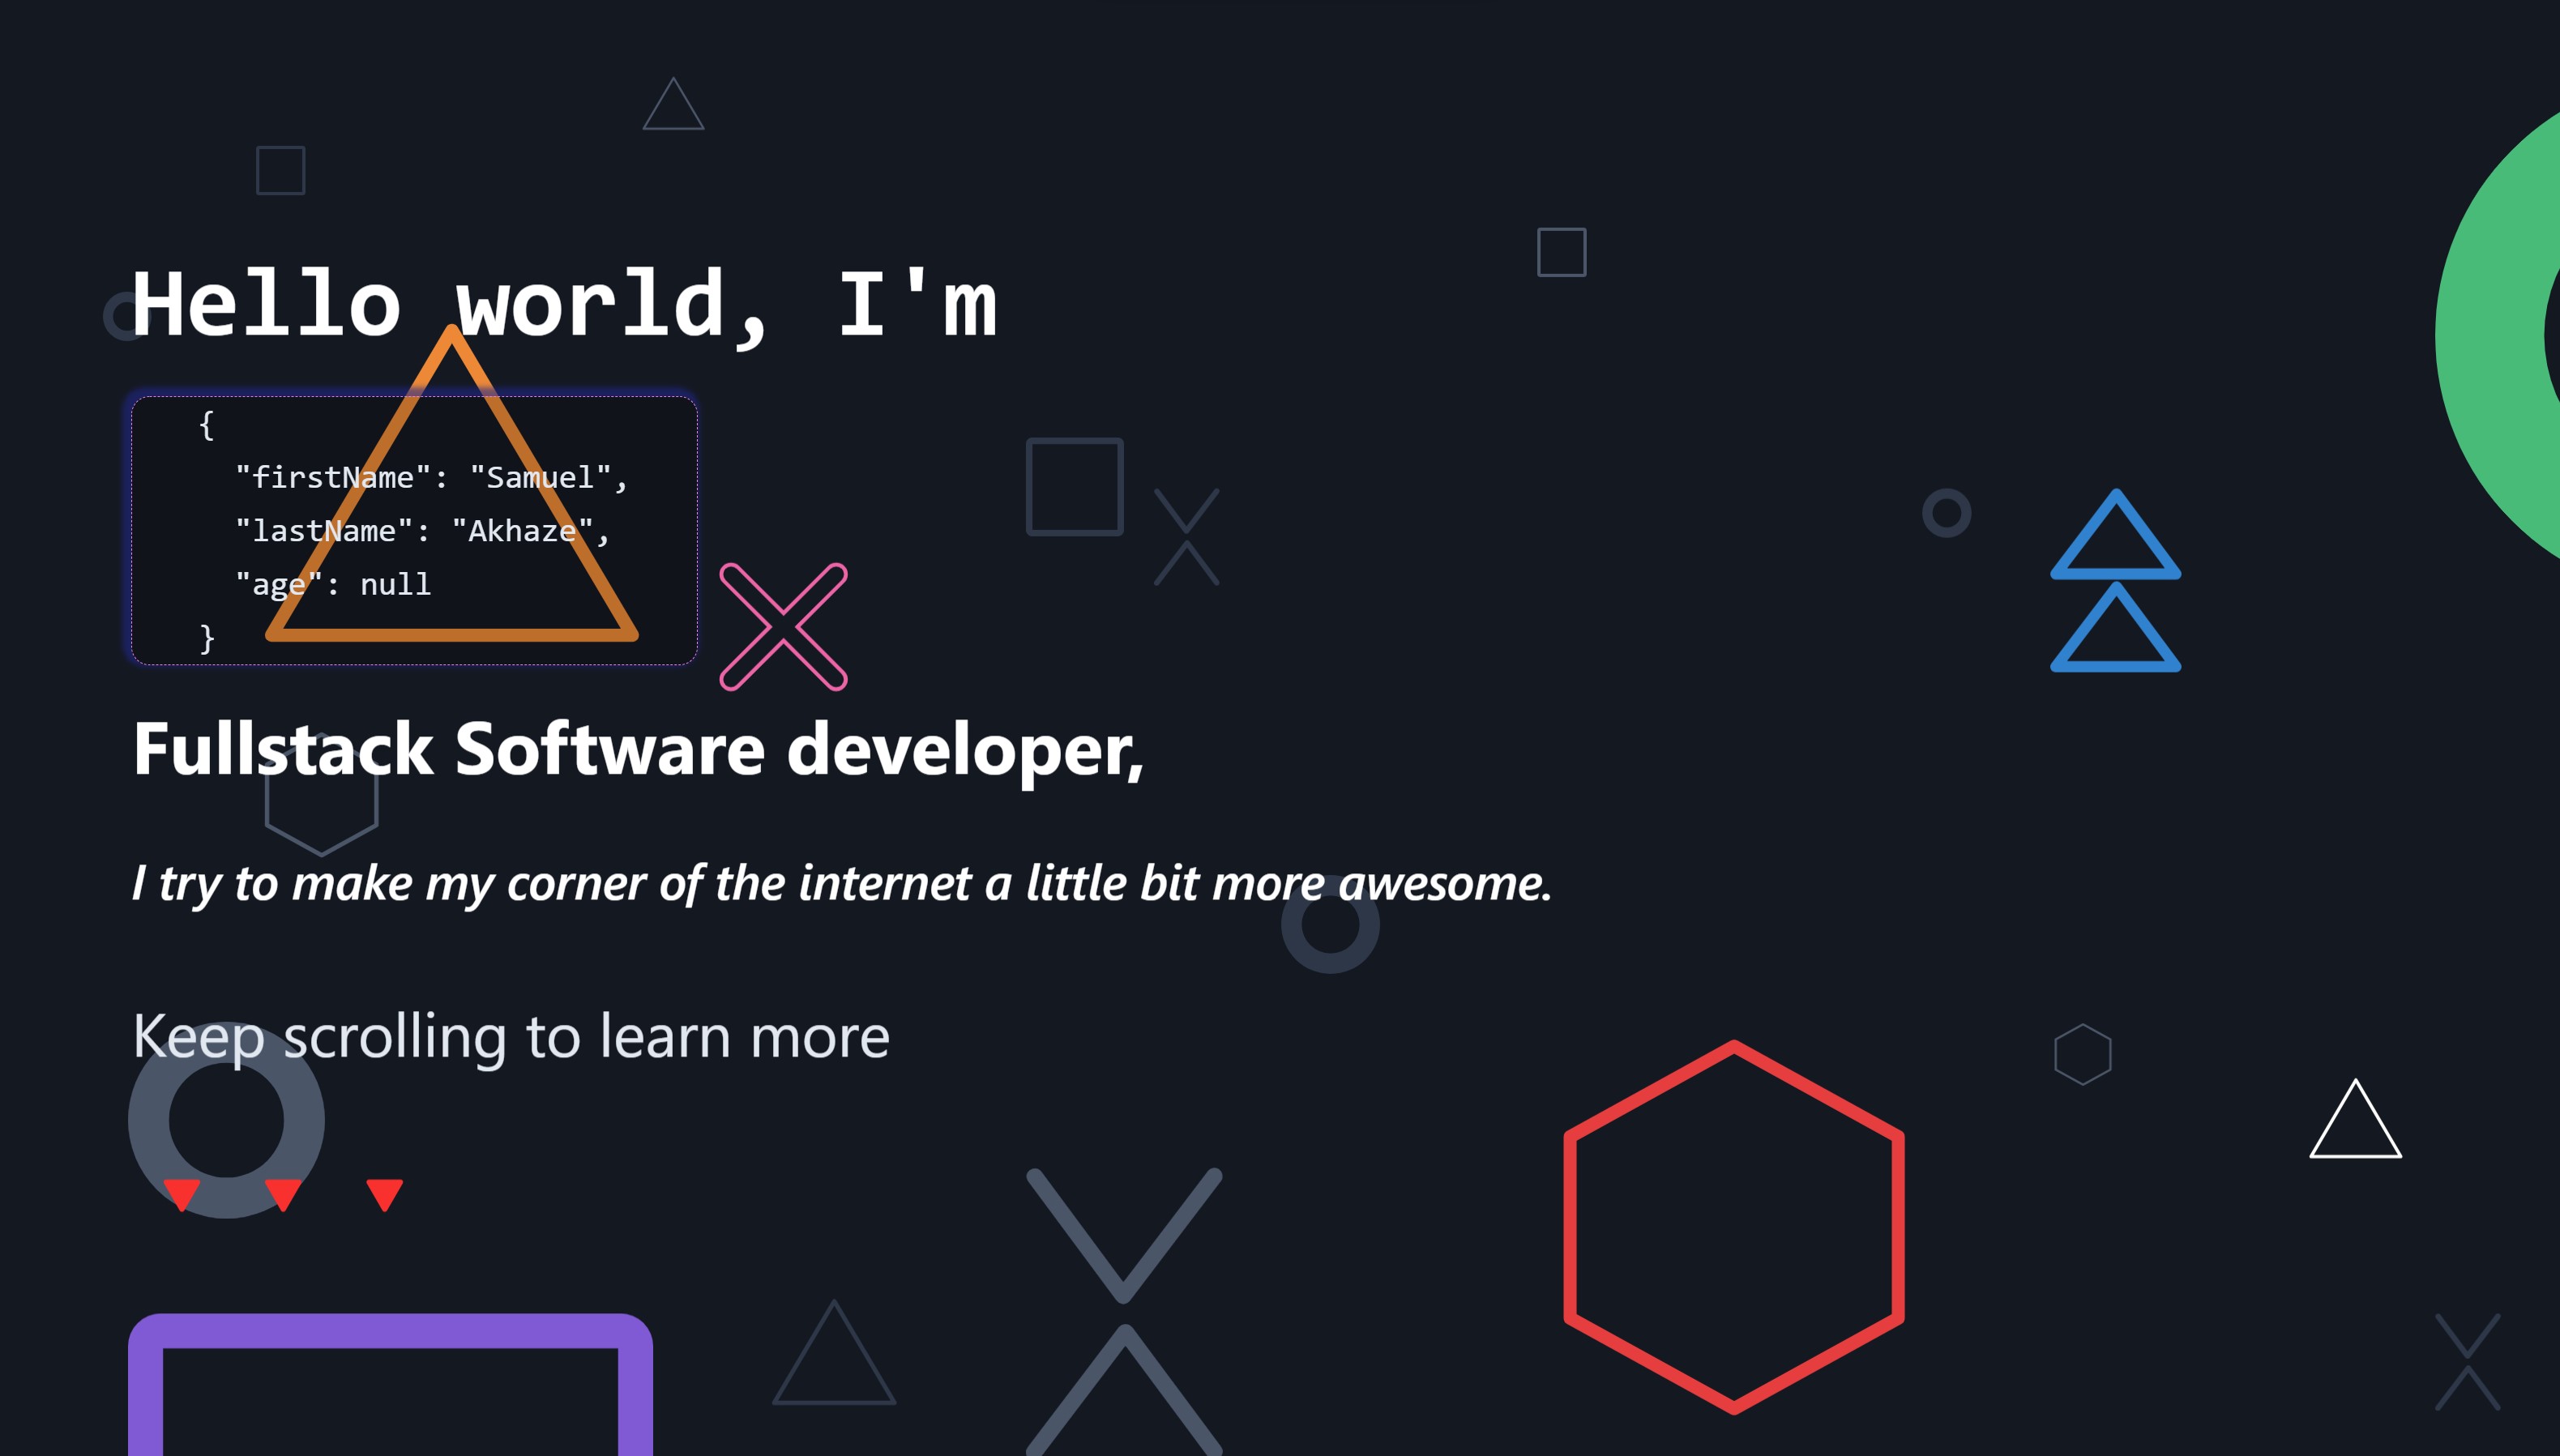 Hello world, I'm
{
"firstName": "Samuel",
"lastName": "Akhaze",
"age": null
}
Fullstack Software developer,
I try to make my corner of the internet a little bit more awesome.
Keep scrolling to learn more